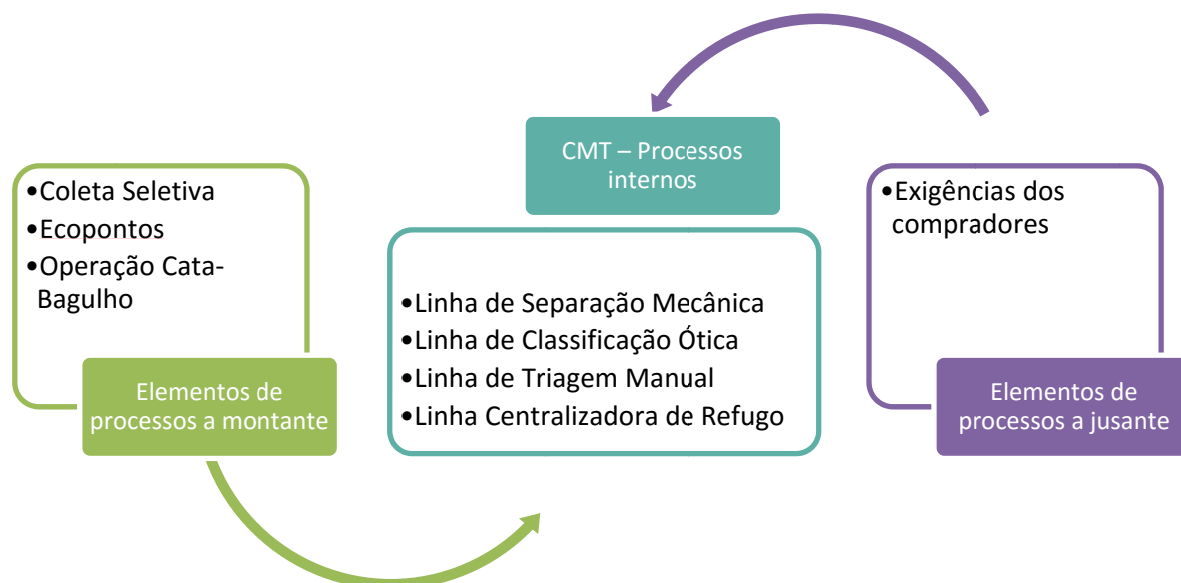 •Coleta Seletiva
•Ecopontos
•Operação Cata-
Bagulho
Elementos de
processos a montante
CMT – Processos
internos
•Linha de Separação Mecânica
•Linha de Classificação Ótica
•Linha de Triagem Manual
•Linha Centralizadora de Refugo
•Exigências dos
compradores
Elementos de
processos a jusante